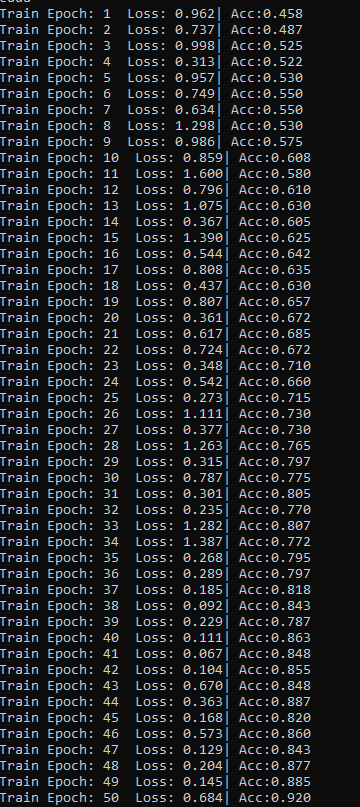 Train Epoch: 1  Loss: 0.962| Acc:0.458
Train Epoch: 2  Loss: 0.737| Acc:0.487
Train Epoch: 3  Loss: 0.998| Acc:0.525
Train Epoch: 4  Loss: 0.313| Acc:0.522
Train Epoch: 5  Loss: 0.957| Acc:0.530
Train Epoch: 6  Loss: 0.749| Acc:0.550
Train Epoch: 7  Loss: 0.634| Acc:0.550
Train Epoch: 8  Loss: 1.298| Acc:0.530
Train Epoch: 9  Loss: 0.986| Acc:0.575
Train Epoch: 10  Loss: 0.859| Acc:0.608
Train Epoch: 11  Loss: 1.600| Acc:0.580
Train Epoch: 12  Loss: 0.796| Acc:0.610
Train Epoch: 13  Loss: 1.075| Acc:0.630
Train Epoch: 14  Loss: 0.367| Acc:0.605
Train Epoch: 15  Loss: 1.390| Acc:0.625
Train Epoch: 16  Loss: 0.544| Acc:0.642
Train Epoch: 17  Loss: 0.808| Acc:0.635
Train Epoch: 18  Loss: 0.437| Acc:0.630
Train Epoch: 19  Loss: 0.807| Acc:0.657
Train Epoch: 20  Loss: 0.361| Acc:0.672
Train Epoch: 21  Loss: 0.617| Acc:0.685
Train Epoch: 22  Loss: 0.724| Acc:0.672
Train Epoch: 23  Loss: 0.348| Acc:0.710
Train Epoch: 24  Loss: 0.542| Acc:0.660
Train Epoch: 25  Loss: 0.273| Acc:0.715
Train Epoch: 26  Loss: 1.111| Acc:0.730
Train Epoch: 27  Loss: 0.377| Acc:0.730
Train Epoch: 28  Loss: 1.263| Acc:0.765
Train Epoch: 29  Loss: 0.315| Acc:0.797
Train Epoch: 30  Loss: 0.787| Acc:0.775
Train Epoch: 31  Loss: 0.301| Acc:0.805
Train Epoch: 32  Loss: 0.235| Acc:0.770
Train Epoch: 33  Loss: 1.282| Acc:0.807
Train Epoch: 34  Loss: 1.387| Acc:0.772
Train Epoch: 35  Loss: 0.268| Acc:0.795
Train Epoch: 36  Loss: 0.289| Acc:0.797
Train Epoch: 37  Loss: 0.185| Acc:0.818
Train Epoch: 38  Loss: 0.092| Acc:0.843
Train Epoch: 39  Loss: 0.229| Acc:0.787
Train Epoch: 40  Loss: 0.111| Acc:0.863
Train Epoch: 41  Loss: 0.067| Acc:0.848
Train Epoch: 42  Loss: 0.104| Acc:0.855
Train Epoch: 43  Loss: 0.670| Acc:0.848
Train Epoch: 44  Loss: 0.363| Acc:0.887
Train Epoch: 45  Loss: 0.168| Acc:0.820
Train Epoch: 46  Loss: 0.573| Acc:0.860
Train Epoch: 47  Loss: 0.129| Acc:0.843
Train Epoch: 48  Loss: 0.204| Acc:0.877
Train Epoch: 49  Loss: 0.145| Acc:0.885
Train Epoch: 50  Loss: 0.684| Acc:0.920